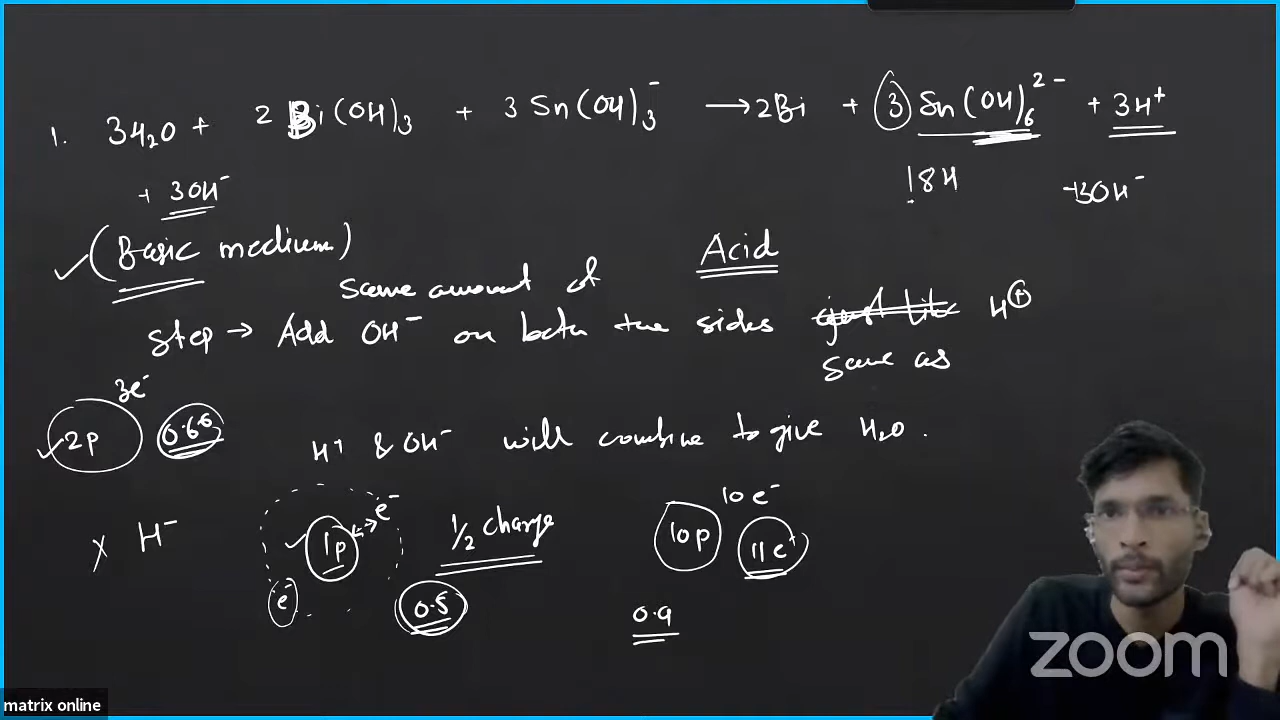 1. 3H₂O + 2 Bi(OH)₃ + 3 Sn(OH)₃⁻ ⟶ 2Bi + 3 Sn(OH)₆²⁻ + 3H⁺
+ 3OH⁻ 18H +3OH⁻
(Basic medium) Acid
same amount of
Step → Add OH⁻ on both the sides H⁺
same as
3e⁻
2p 0.66
H⁺ & OH⁻ will combine to give H₂O.
x H⁻ 1p e⁻ ½ charge 10p 10e⁻ 11e⁻
e⁻ 0.5 0.9
zoom
matrix online